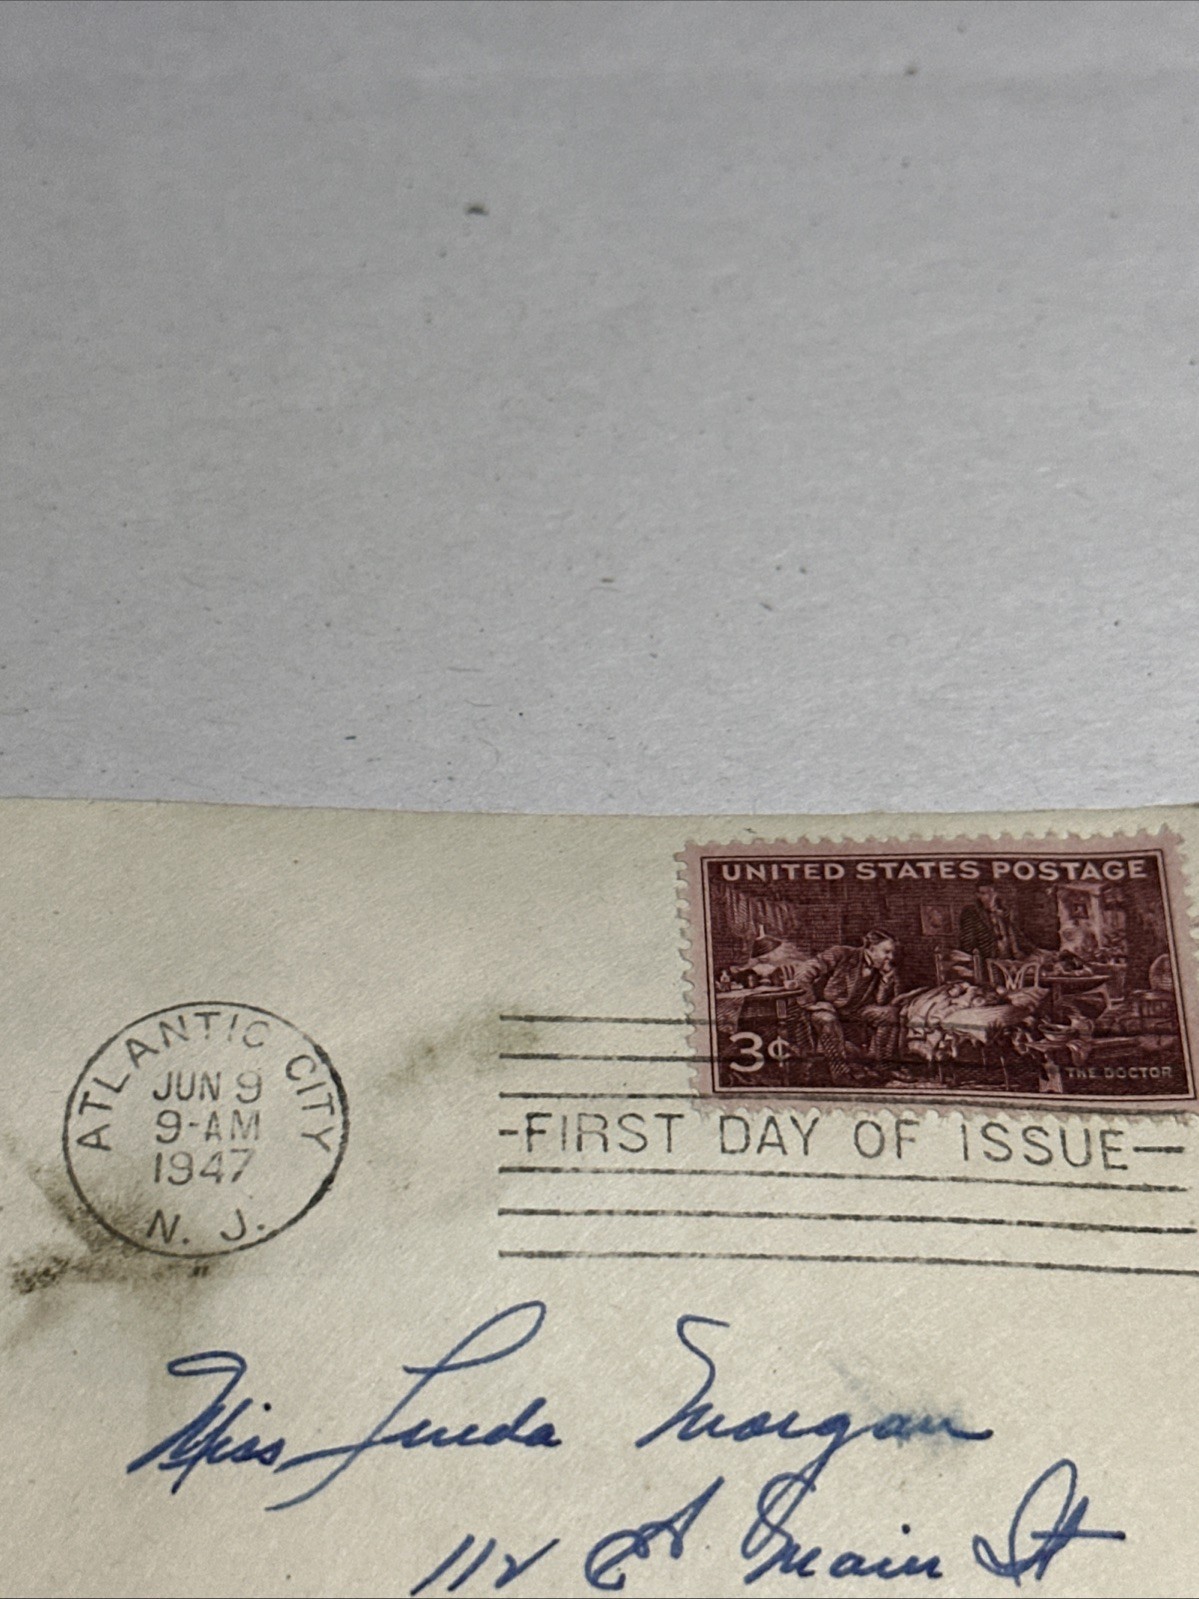 UNITED STATES POSTAGE
3¢
THE DOCTOR
ATLANTIC CITY
JUN 9
9-AM
1947
N. J.
-FIRST DAY OF ISSUE—
Miss Linda Morgan
112 S. Main St